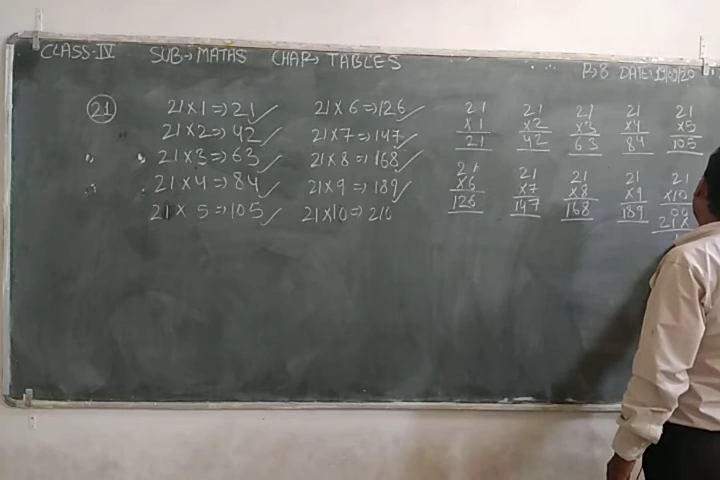 CLASS-IV SUB→MATHS CHAP→TABLES
P→8 DATE:
21
21×1⇒21 ✓
21×2⇒42 ✓
21×3⇒63 ✓
21×4⇒84 ✓
21×5⇒105 ✓
21×6⇒126 ✓
21×7⇒147 ✓
21×8⇒168 ✓
21×9⇒189 ✓
21×10⇒210
21 21 21 21 21
×1 ×2 ×3 ×4 ×5
21 42 63 84 105
21 21 21 21 21
×6 ×7 ×8 ×9 ×10
126 147 168 189 00
21×